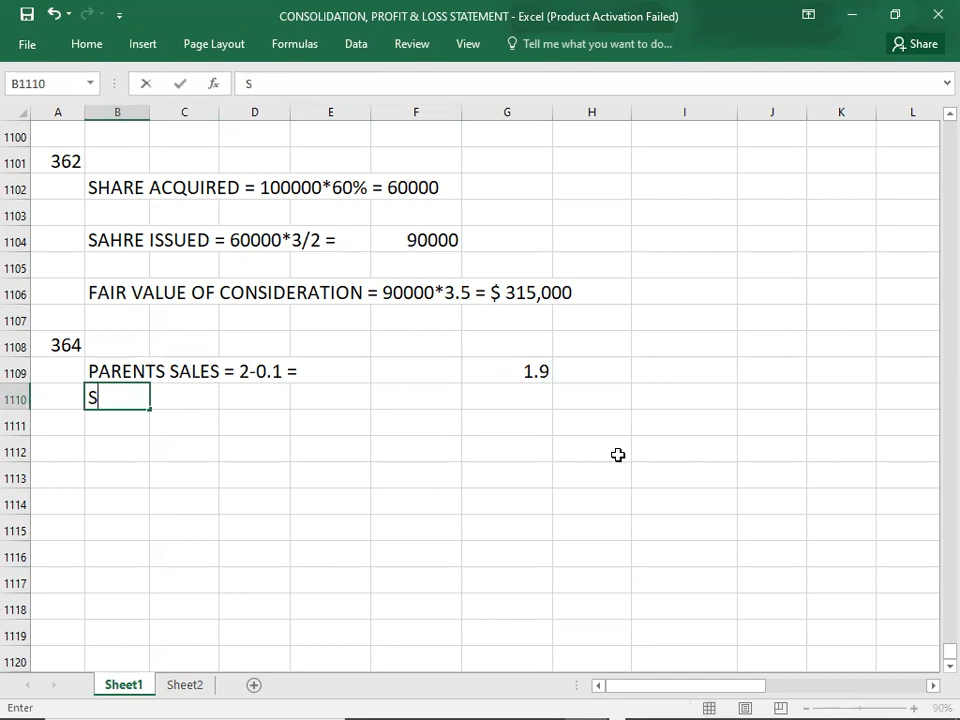 CONSOLIDATION, PROFIT & LOSS STATEMENT - Excel (Product Activation Failed)
File Home Insert Page Layout Formulas Data Review View Tell me what you want to do... Share
B1110 fx S
A B C D E F G H I J K L
1100
1101 362
1102 SHARE ACQUIRED = 100000*60% = 60000
1103
1104 SAHRE ISSUED = 60000*3/2 = 90000
1105
1106 FAIR VALUE OF CONSIDERATION = 90000*3.5 = $ 315,000
1107
1108 364
1109 PARENTS SALES = 2-0.1 = 1.9
1110 S
1111
1112
1113
1114
1115
1116
1117
1118
1119
1120
Sheet1 Sheet2
Enter 90%